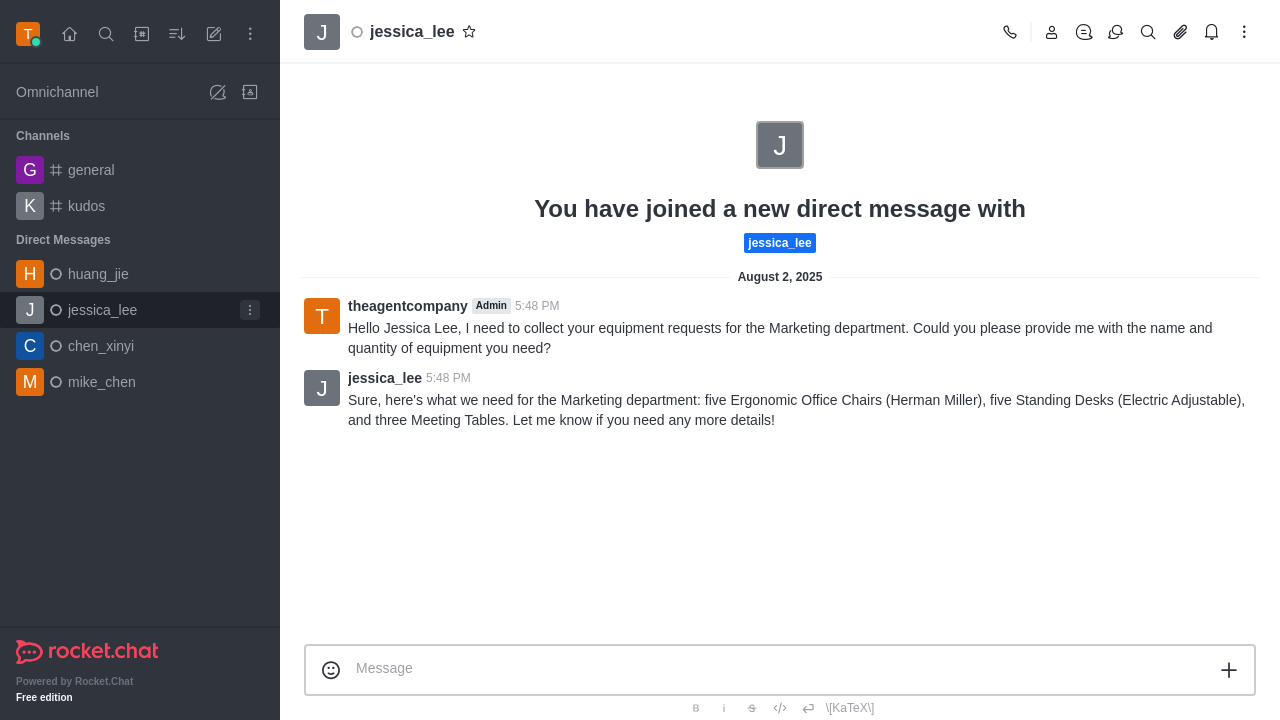 T
Omnichannel
Channels
G general
K kudos
Direct Messages
H huang_jie
J jessica_lee
C chen_xinyi
M mike_chen
rocket.chat
Powered by Rocket.Chat
Free edition
J jessica_lee
J
You have joined a new direct message with
jessica_lee
August 2, 2025
T theagentcompany Admin 5:48 PM
Hello Jessica Lee, I need to collect your equipment requests for the Marketing department. Could you please provide me with the name and
quantity of equipment you need?
J jessica_lee 5:48 PM
Sure, here's what we need for the Marketing department: five Ergonomic Office Chairs (Herman Miller), five Standing Desks (Electric Adjustable),
and three Meeting Tables. Let me know if you need any more details!
Message
B i S \[KaTeX\]